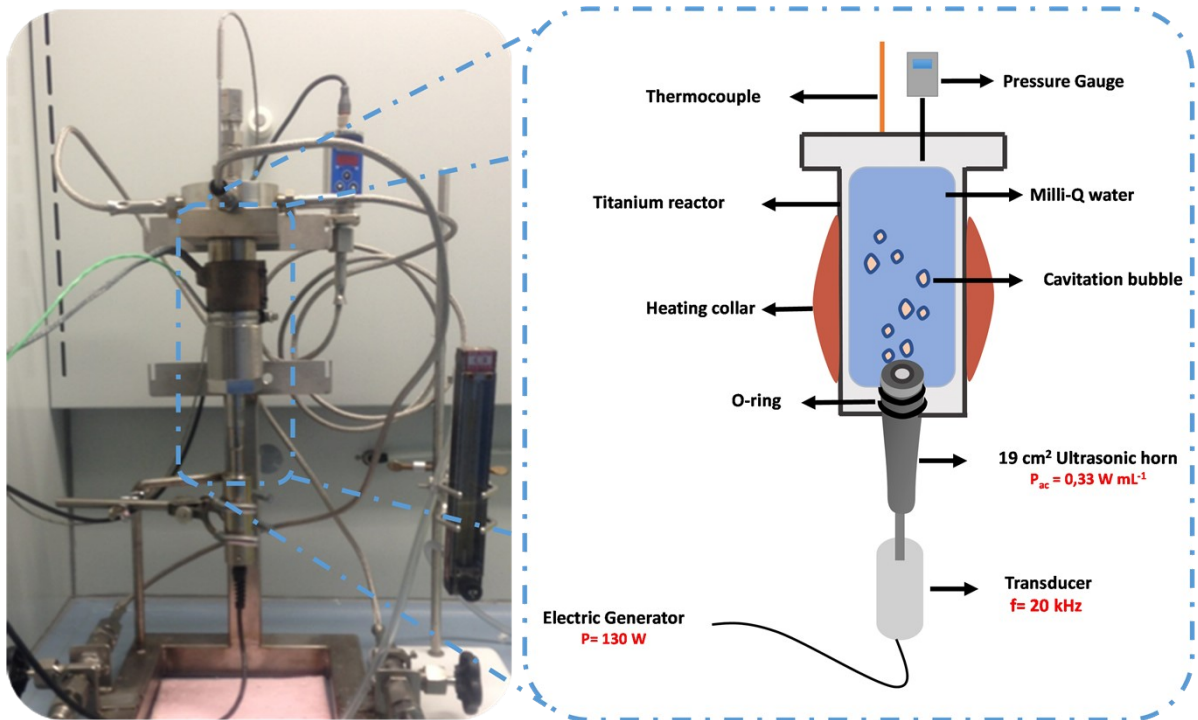 Thermocouple
Pressure Gauge
Titanium reactor
Milli-Q water
Cavitation bubble
Heating collar
O-ring
19 cm² Ultrasonic horn
Pac = 0,33 W mL-1
Transducer
f= 20 kHz
Electric Generator
P= 130 W